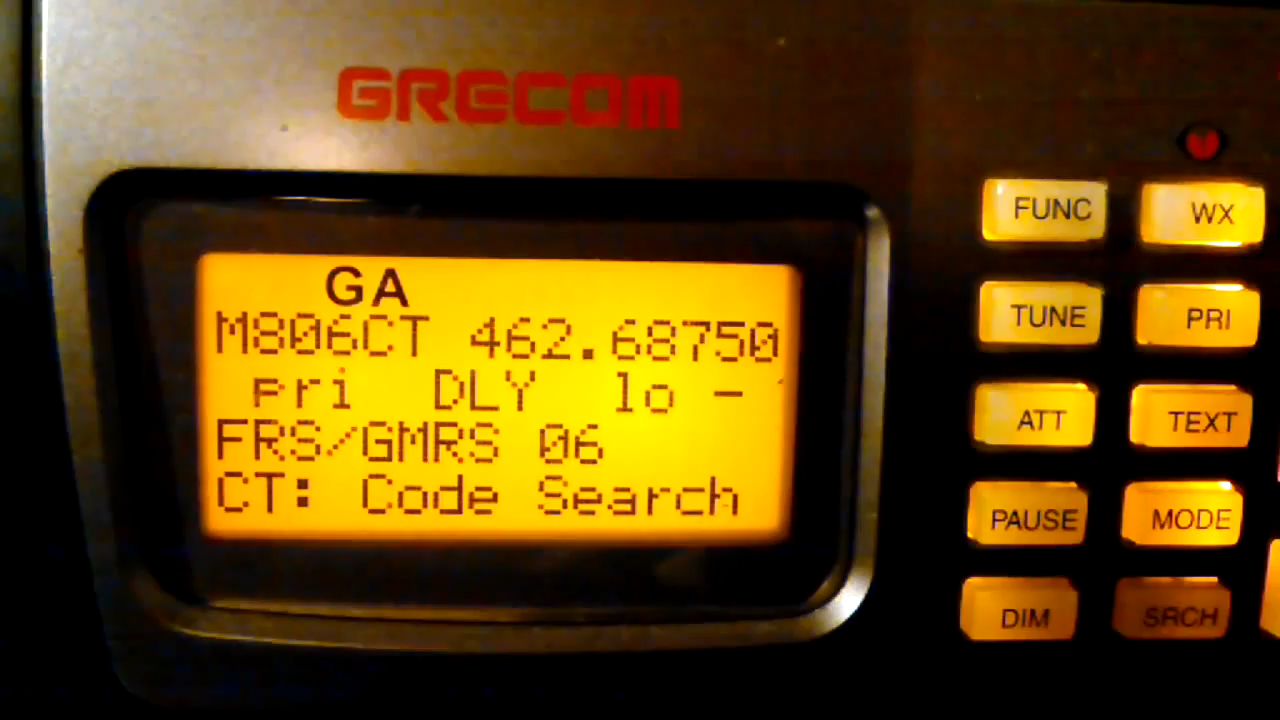 GRECOM
GA
M806CT 462.68750
pri DLY lo -
FRS/GMRS 06
CT: Code Search
FUNC WX
TUNE PRI
ATT TEXT
PAUSE MODE
DIM SRCH